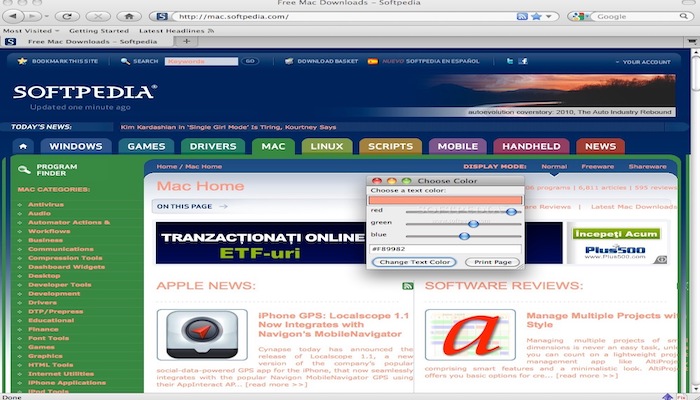 Free Mac Downloads - Softpedia
http://mac.softpedia.com/
Google
Most Visited
Getting Started
Latest Headlines
Free Mac Downloads - Softpedia
BOOKMARK THIS SITE
SEARCH
Keywords
GO
DOWNLOAD BASKET
NUEVO SOFTPEDIA EN ESPAÑOL
YOUR ACCOUNT
SOFTPEDIA®
Updated one minute ago
autoevolution coverstory: 2010, The Auto Industry Rebound
TODAY'S NEWS:
Kim Kardashian in 'Single Girl Mode' Is Tiring, Kourtney Says
WINDOWS
GAMES
DRIVERS
MAC
LINUX
SCRIPTS
MOBILE
HANDHELD
NEWS
PROGRAM
FINDER
Home / Mac Home
DISPLAY MODE:
Normal
Freeware
Shareware
Mac Home
programs | 6,811 articles | 595 reviews
ON THIS PAGE
Reviews | Latest Mac Downloads
Choose Color
Choose a text color:
red
green
blue
SOFTPEDIA
#F89982
Change Text Color
Print Page
MAC CATEGORIES:
Antivirus
Audio
Automator Actions &
Workflows
Business
Communications
Compression Tools
Dashboard Widgets
Desktop
Developer Tools
Development
Drivers
DTP/Prepress
Educational
Finance
Font Tools
Games
Graphics
HTML Tools
Internet Utilities
iPhone Applications
iPod Tools
TRANZACȚIONAȚI ONLINE
ETF-uri
Începeți Acum
Plus500
www.Plus500.com
APPLE NEWS:
iPhone GPS: Localscope 1.1
Now Integrates with
Navigon's MobileNavigator
Cynapse today has announced the
release of Localscope 1.1, a new
version of the company's popular
social-data-powered GPS app for the iPhone, that now seamlessly
integrates with the popular Navigon MobileNavigator GPS using
their AppInteract AP... [read more >>]
SOFTWARE REVIEWS:
a
Manage Multiple Projects with
Style
Managing multiple projects of
dimensions is never an easy task, unless
you can count on a lightweight project
management app like AltiProject
comprising smart features and a minimalistic look. AltiProject
offers you basic options for cre... [read more >>]
Done